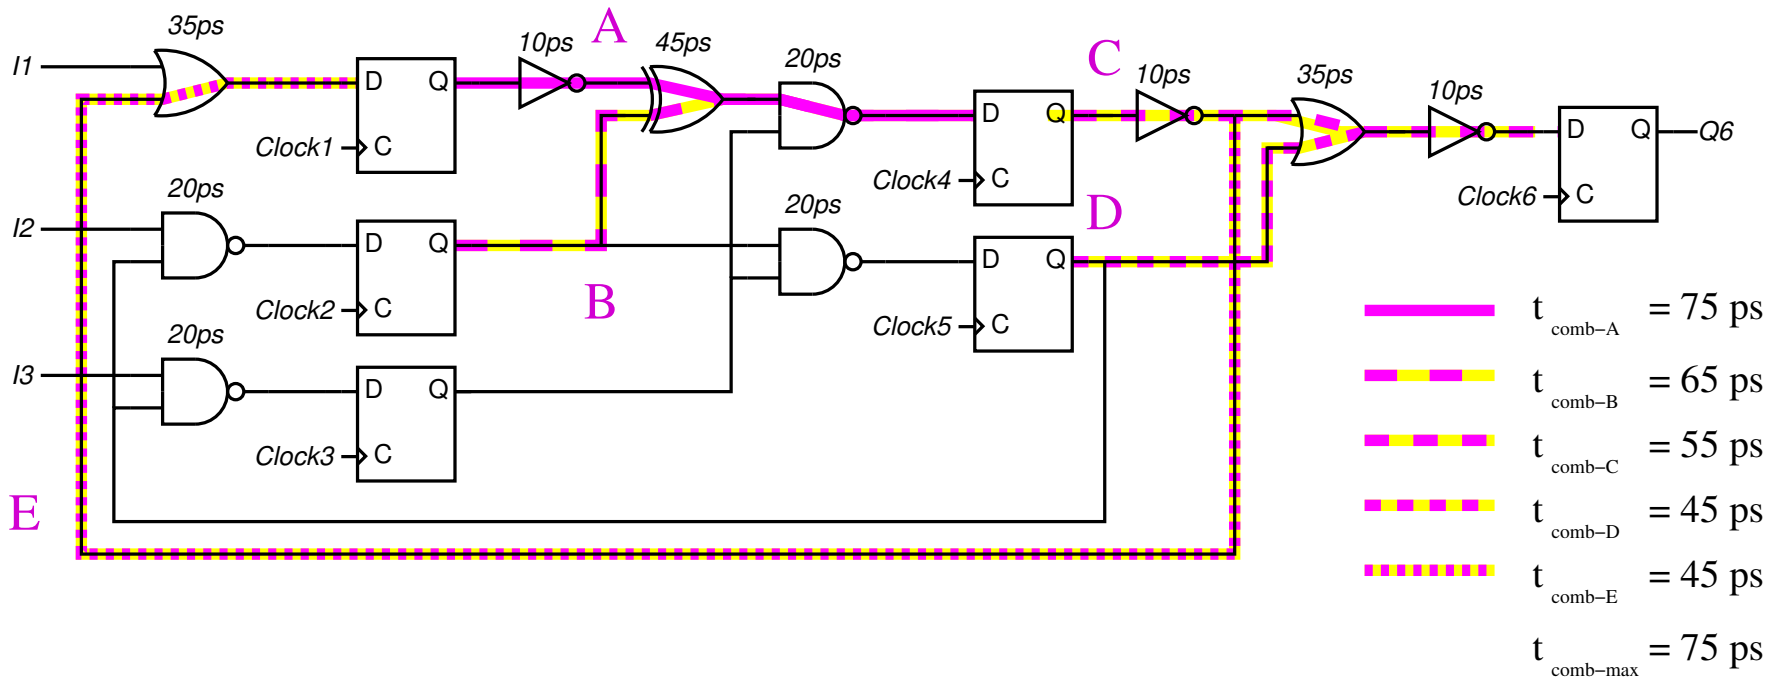 35ps
A
10ps
45ps
20ps
C
10ps
35ps
10ps
I1
D Q
Clock1
C
D Q
Clock4
C
D Q
Q6
Clock6
C
20ps
I2
D Q
Clock2
C
B
20ps
D
D Q
Clock5
C
20ps
I3
D Q
Clock3
C
E
t comb-A = 75 ps
t comb-B = 65 ps
t comb-C = 55 ps
t comb-D = 45 ps
t comb-E = 45 ps
t comb-max = 75 ps